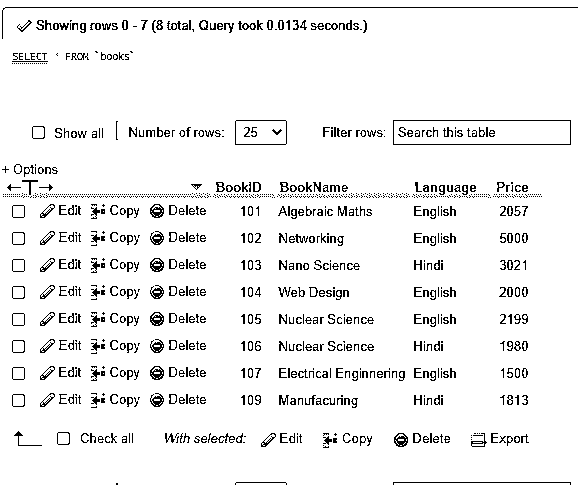 Showing rows 0 - 7 (8 total, Query took 0.0134 seconds.)
SELECT * FROM `books`
Show all Number of rows: 25 Filter rows: Search this table
+ Options
←T→ BookID BookName Language Price
Edit Copy Delete 101 Algebraic Maths English 2057
Edit Copy Delete 102 Networking English 5000
Edit Copy Delete 103 Nano Science Hindi 3021
Edit Copy Delete 104 Web Design English 2000
Edit Copy Delete 105 Nuclear Science English 2199
Edit Copy Delete 106 Nuclear Science Hindi 1980
Edit Copy Delete 107 Electrical Enginnering English 1500
Edit Copy Delete 109 Manufacuring Hindi 1813
Check all With selected: Edit Copy Delete Export